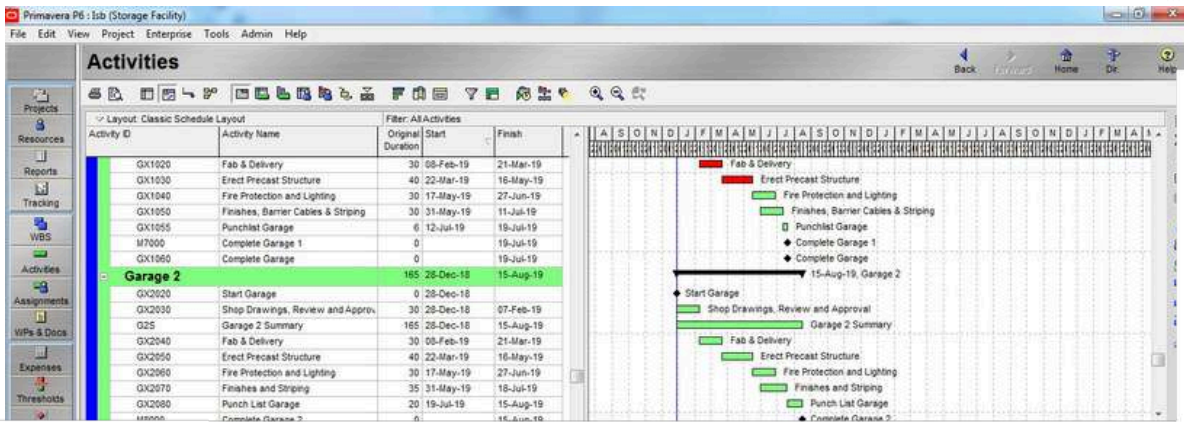 Primavera P6 : Isb (Storage Facility)
File Edit View Project Enterprise Tools Admin Help
Activities
Back Forward Home Dir. Help
Projects
Resources
Reports
Tracking
WBS
Activities
Assignments
WPs & Docs
Expenses
Thresholds
Layout: Classic Schedule Layout Filter: All Activities
Activity ID Activity Name Original Duration Start Finish A S O N D J F M A M J J A S O N D J F M A M J J A S O N D J F M A
GX1020 Fab & Delivery 30 08-Feb-19 21-Mar-19 Fab & Delivery
GX1030 Erect Precast Structure 40 22-Mar-19 16-May-19 Erect Precast Structure
GX1040 Fire Protection and Lighting 30 17-May-19 27-Jun-19 Fire Protection and Lighting
GX1050 Finishes, Barrier Cables & Striping 30 31-May-19 11-Jul-19 Finishes, Barrier Cables & Striping
GX1055 Punchlist Garage 6 12-Jul-19 19-Jul-19 Punchlist Garage
M7000 Complete Garage 1 0 19-Jul-19 Complete Garage 1
GX1060 Complete Garage 0 19-Jul-19 Complete Garage
Garage 2 165 28-Dec-18 15-Aug-19 15-Aug-19, Garage 2
GX2020 Start Garage 0 28-Dec-18 Start Garage
GX2030 Shop Drawings, Review and Approv 30 28-Dec-18 07-Feb-19 Shop Drawings, Review and Approval
G2S Garage 2 Summary 165 28-Dec-18 15-Aug-19 Garage 2 Summary
GX2040 Fab & Delivery 30 08-Feb-19 21-Mar-19 Fab & Delivery
GX2050 Erect Precast Structure 40 22-Mar-19 16-May-19 Erect Precast Structure
GX2060 Fire Protection and Lighting 30 17-May-19 27-Jun-19 Fire Protection and Lighting
GX2070 Finishes and Striping 35 31-May-19 18-Jul-19 Finishes and Striping
GX2080 Punch List Garage 20 19-Jul-19 15-Aug-19 Punch List Garage
Complete Garage 2 0 15-Aug-19 Complete Garage 2